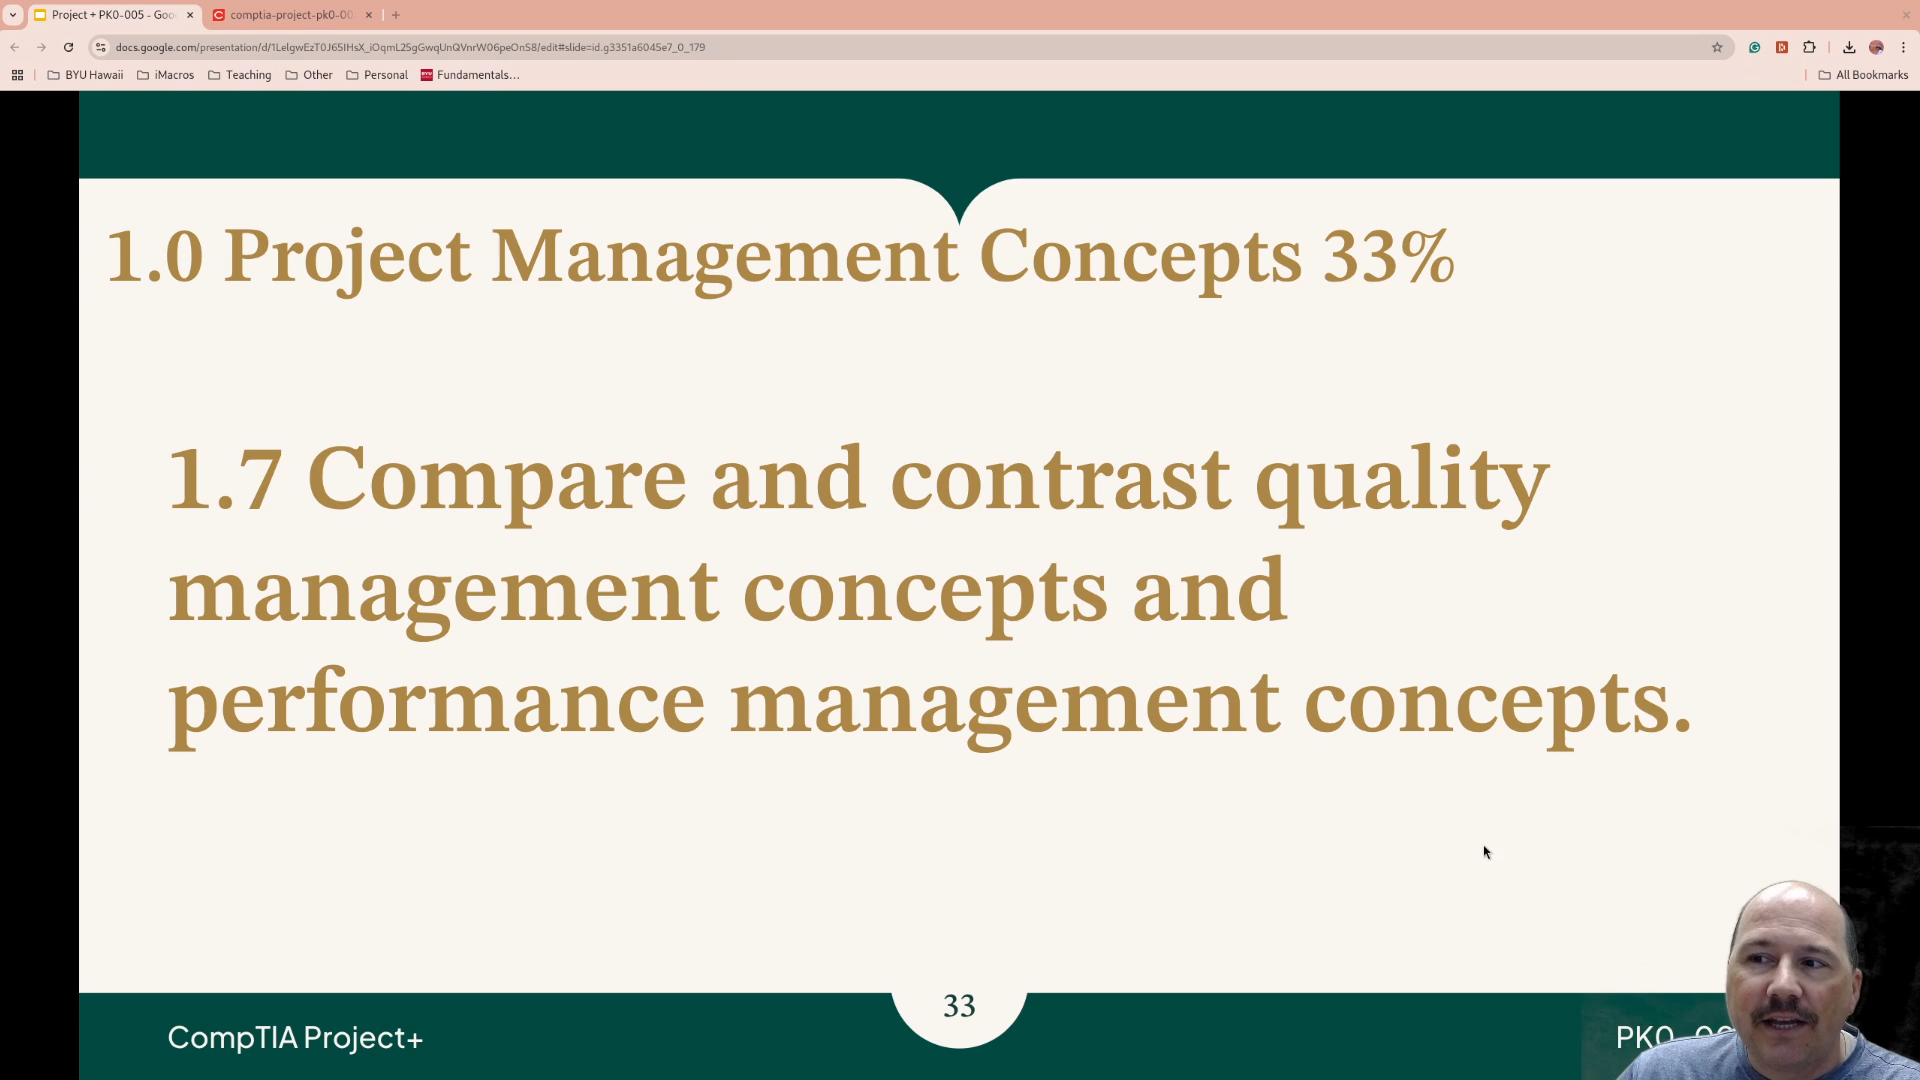 Project + PK0-005 - Goo
comptia-project-pk0-00
docs.google.com/presentation/d/1LelgwEzT0J65IHsX_iOqmL25gGwqUnQVnrW06peOnS8/edit#slide=id.g3351a6045e7_0_179
BYU Hawaii
iMacros
Teaching
Other
Personal
Fundamentals...
All Bookmarks
1.0 Project Management Concepts 33%
1.7 Compare and contrast quality
management concepts and
performance management concepts.
33
CompTIA Project+
PK0-00